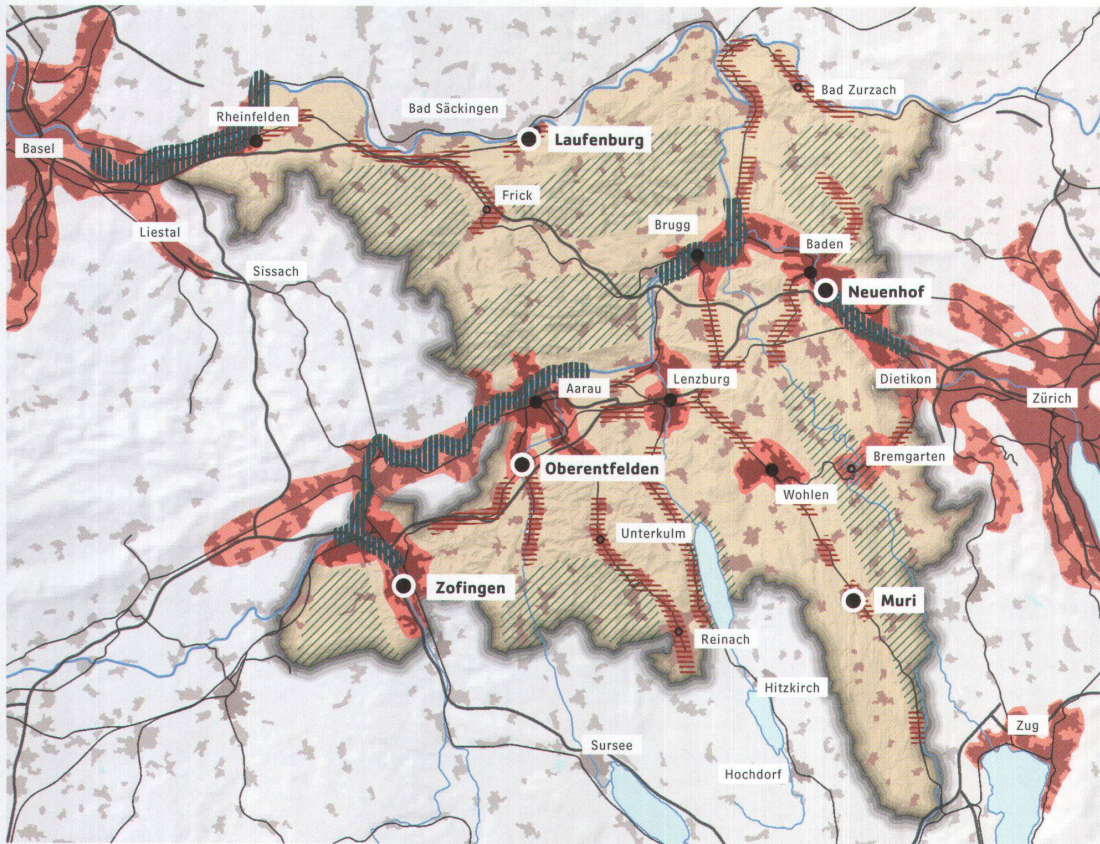 Bad Zurzach
Bad Säckingen
Rheinfelden
Laufenburg
Basel
Frick
Brugg
Liestal
Baden
Sissach
Neuenhof
Dietikon
Lenzburg
Aarau
Zürich
Bremgarten
Oberentfelden
Wohlen
Unterkulm
Zofingen
Muri
Reinach
Hitzkirch
Zug
Sursee
Hochdorf